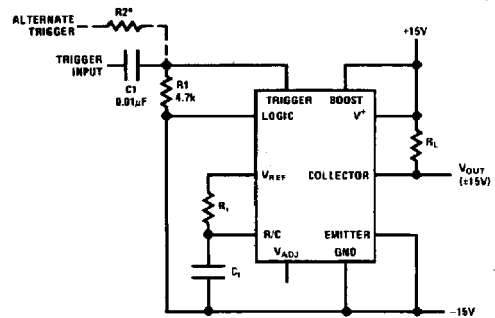 R2*
ALTERNATE
TRIGGER
+15V
TRIGGER
INPUT
C1
0.01μF
R1
4.7k
TRIGGER BOOST
LOGIC V+
RL
VREF COLLECTOR
VOUT
(±15V)
Rt
R/C EMITTER
VADJ GND
Ct
-15V